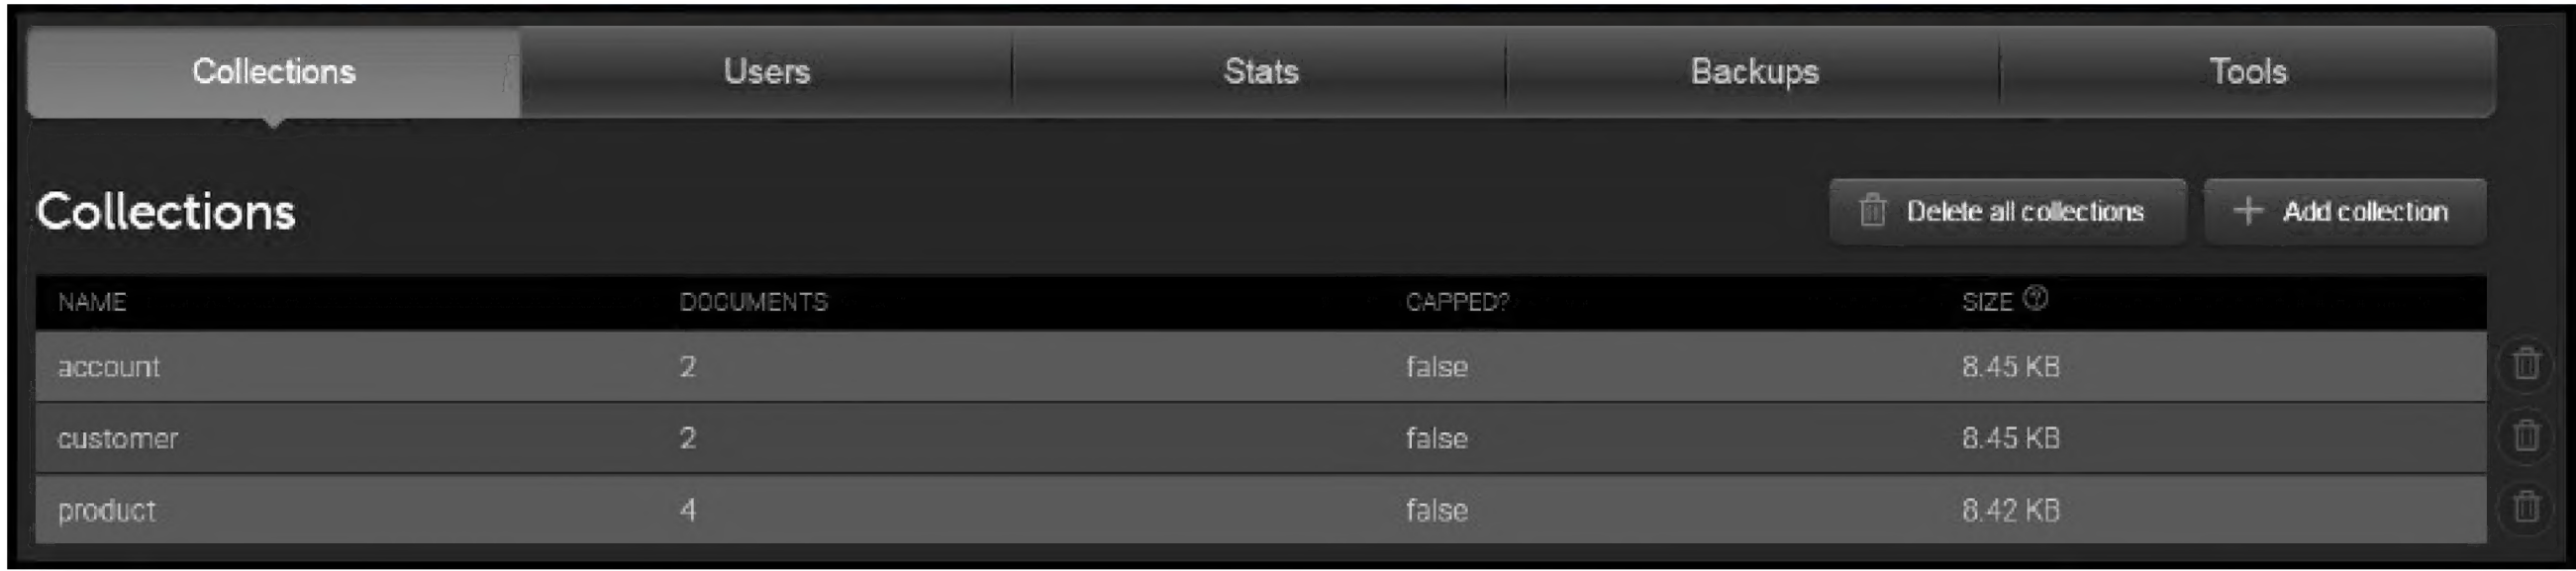 Collections Users Stats Backups Tools
Collections Delete all collections Add collection
NAME DOCUMENTS CAPPED? SIZE ?
account 2 false 8.45 KB
customer 2 false 8.45 KB
product 4 false 8.42 KB